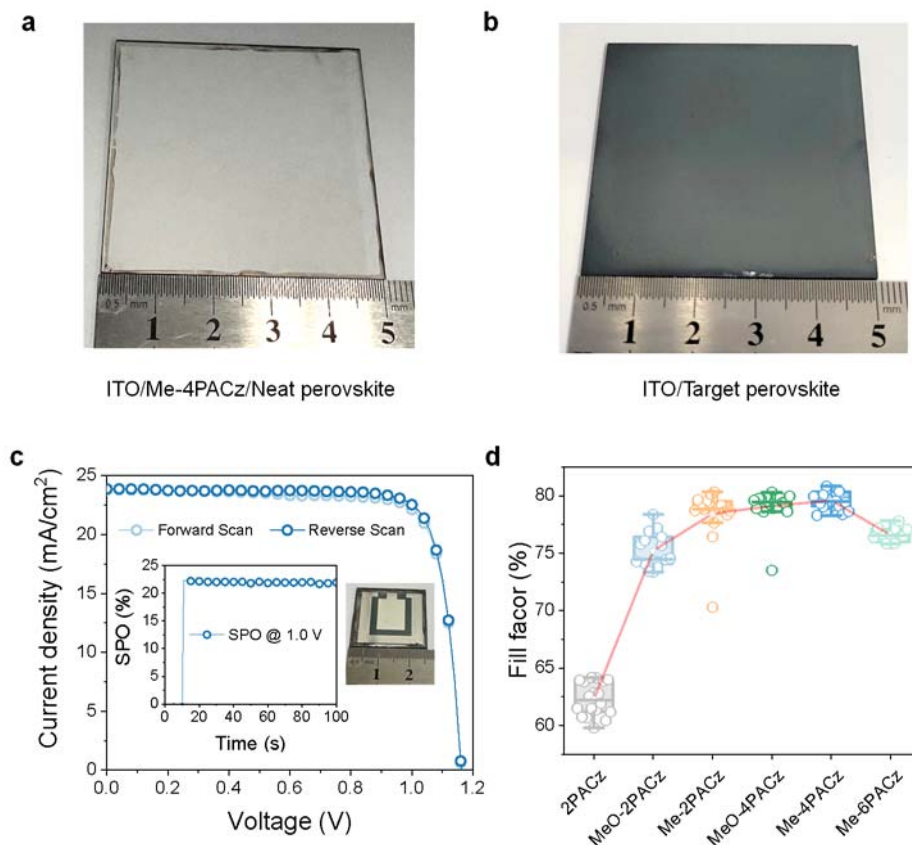 a
b
0.5 mm
1 2 3 4 5
mm
0.5 mm
1 2 3 4 5
mm
ITO/Me-4PACz/Neat perovskite
ITO/Target perovskite
c
Current density (mA/cm²)
25
20
15
10
5
0
Forward Scan
Reverse Scan
SPO (%)
25
20
15
10
5
0
SPO @ 1.0 V
20 40 60 80 100
Time (s)
1 2
0.0 0.2 0.4 0.6 0.8 1.0 1.2
Voltage (V)
d
Fill facor (%)
80
75
70
65
60
2PACz
MeO-2PACz
Me-2PACz
MeO-4PACz
Me-4PACz
Me-6PACz